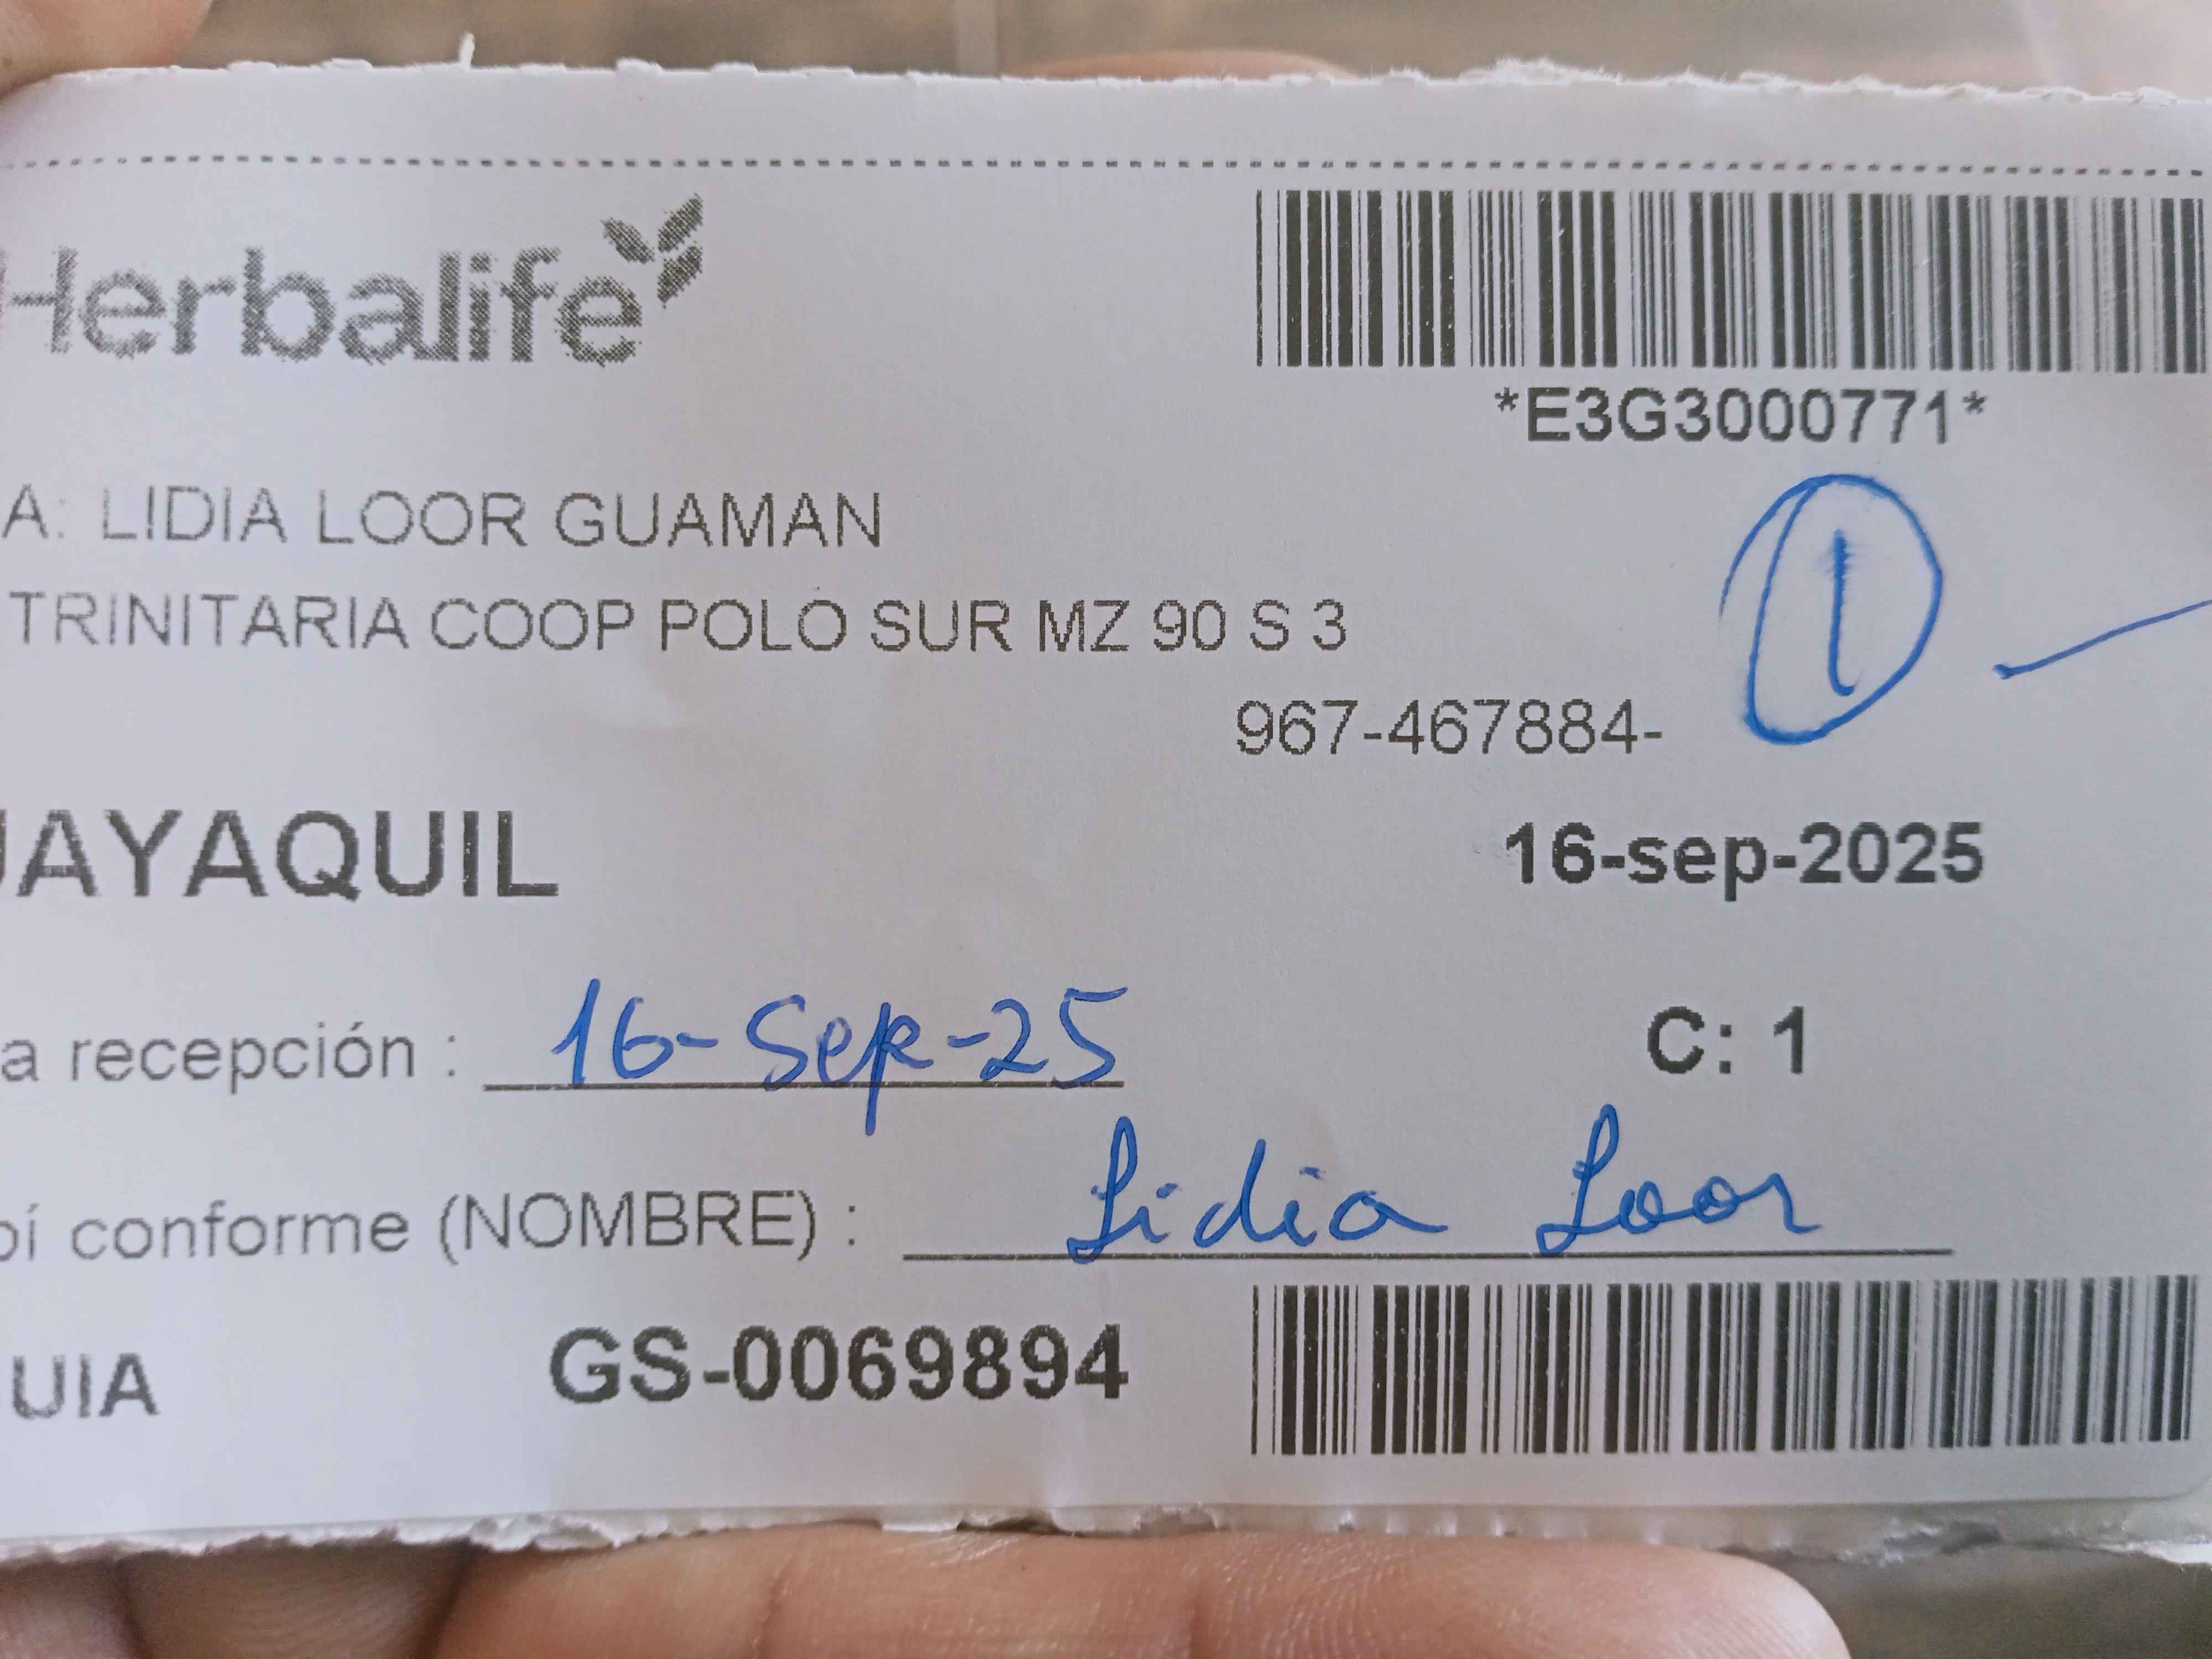 Herbalife
*E3G3000771*
A: LIDIA LOOR GUAMAN
1
TRINITARIA COOP POLO SUR MZ 90 S 3
967-467884-
UAYAQUIL
16-sep-2025
a recepción : 16-Sep-25
C: 1
bí conforme (NOMBRE) : Lidia Loor
UIA
GS-0069894